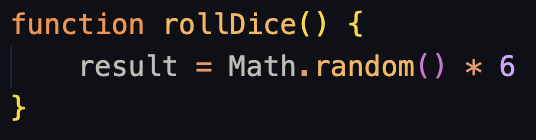 function rollDice() {
    result = Math.random() * 6
}